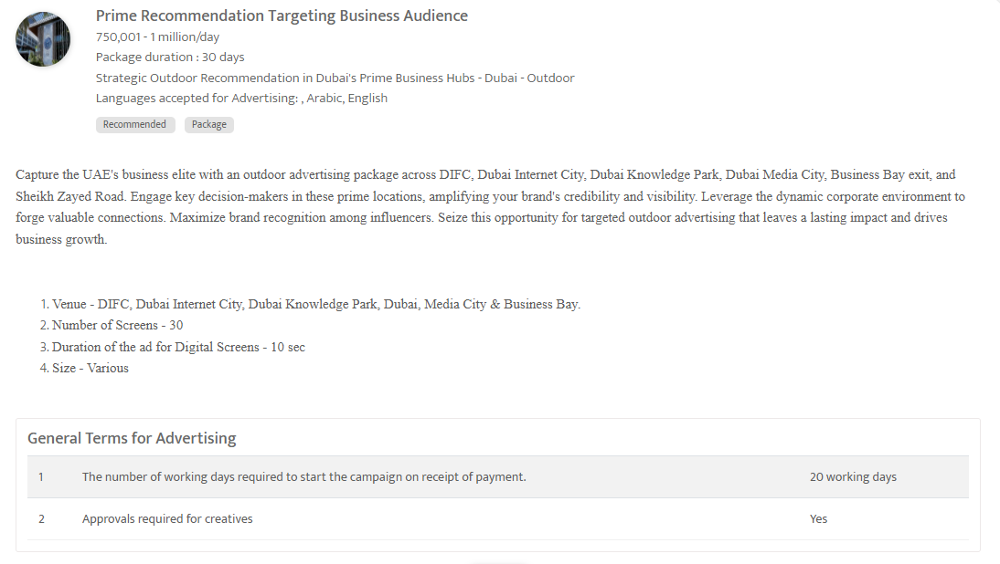 Prime Recommendation Targeting Business Audience
750,001 - 1 million/day
Package duration : 30 days
Strategic Outdoor Recommendation in Dubai's Prime Business Hubs - Dubai - Outdoor
Languages accepted for Advertising: , Arabic, English
Recommended Package
Capture the UAE's business elite with an outdoor advertising package across DIFC, Dubai Internet City, Dubai Knowledge Park, Dubai Media City, Business Bay exit, and
Sheikh Zayed Road. Engage key decision-makers in these prime locations, amplifying your brand's credibility and visibility. Leverage the dynamic corporate environment to
forge valuable connections. Maximize brand recognition among influencers. Seize this opportunity for targeted outdoor advertising that leaves a lasting impact and drives
business growth.
1. Venue - DIFC, Dubai Internet City, Dubai Knowledge Park, Dubai, Media City & Business Bay.
2. Number of Screens - 30
3. Duration of the ad for Digital Screens - 10 sec
4. Size - Various
General Terms for Advertising
1 The number of working days required to start the campaign on receipt of payment. 20 working days
2 Approvals required for creatives Yes